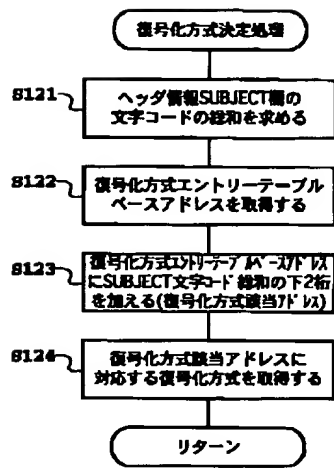 復号化方式決定処理
S121
ヘッダ情報SUBJECT欄の
文字コードの総和を求める
S122
復号化方式エントリーテーブル
ベースアドレスを取得する
S123
復号化方式エントリーテーブルベースアドレス
にSUBJECT文字コード総和の下2桁
を加える(復号化方式該当アドレス)
S124
復号化方式該当アドレスに
対応する復号化方式を取得する
リターン